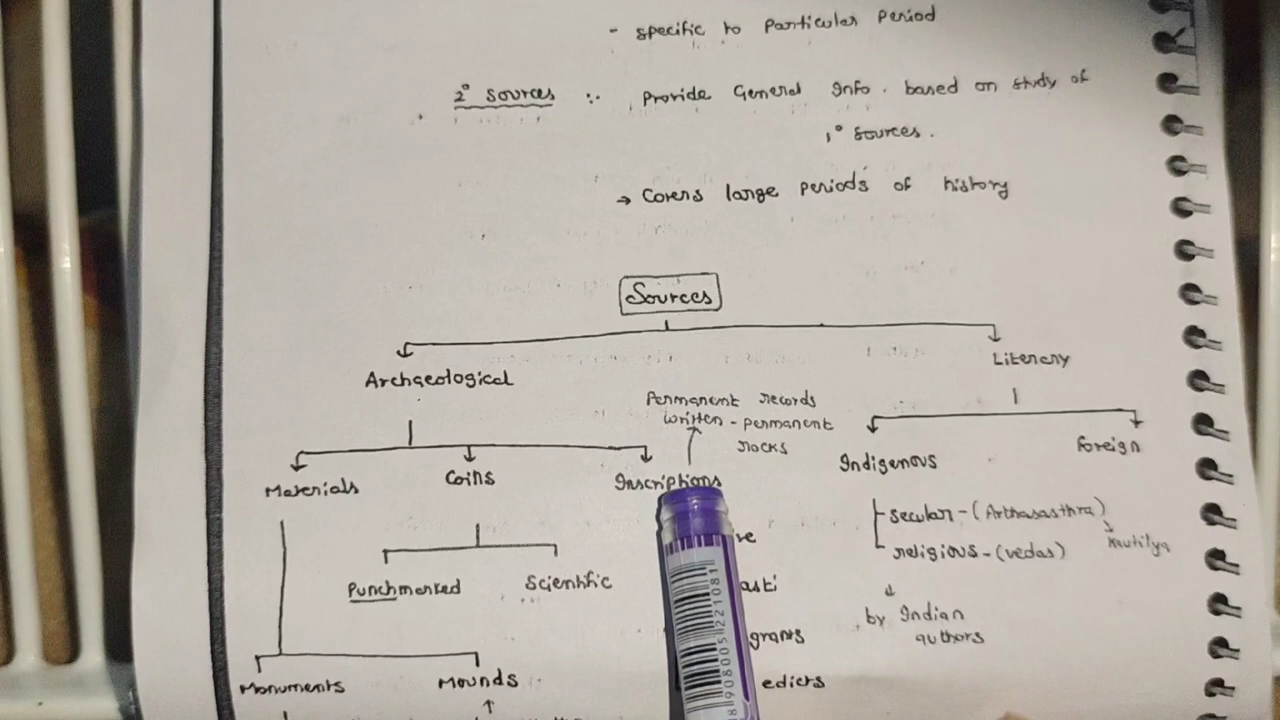 - specific to Particular Period
2° Sources :. Provide General Info. based on study of
1° Sources.
→ Covers large periods of history
Sources
Archaeological
Literary
Permanent records
written - permanent
rocks
Materials
Coins
Inscriptions
Indigenous
Foreign
secular - (Arthasasthra)
Kautilya
religious - (vedas)
Punchmarked
Scientific
by Indian
authors
grants
Monuments
Mounds
edicts
8908005221081